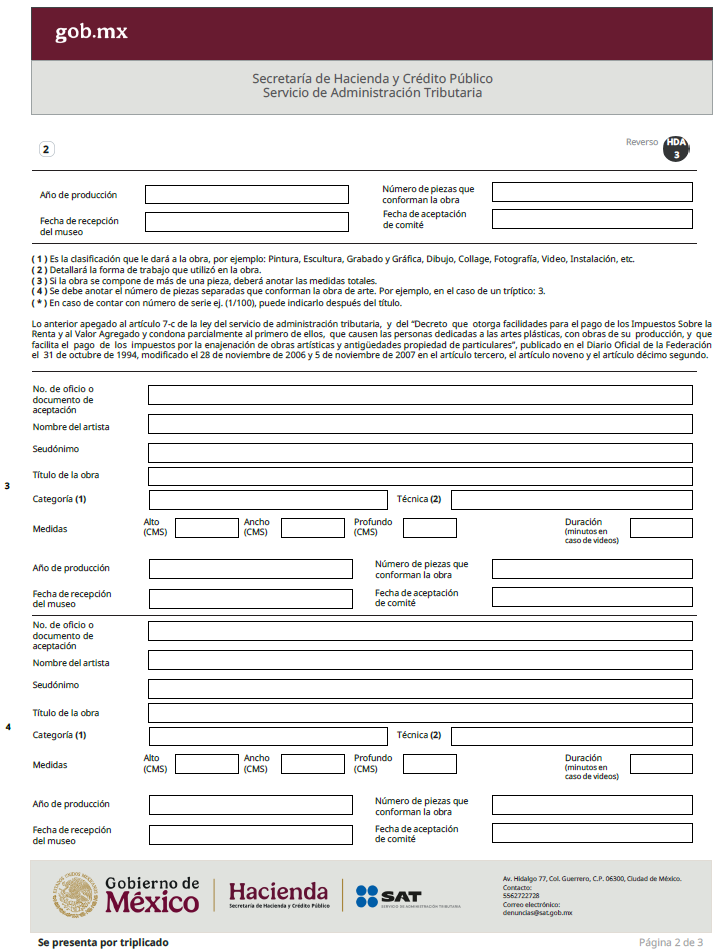 gob.mx
Secretaría de Hacienda y Crédito Público
Servicio de Administración Tributaria
2
Reverso HDA
3
Año de producción
Número de piezas que
conforman la obra
Fecha de recepción
del museo
Fecha de aceptación
de comité
( 1 ) Es la clasificación que le dará a la obra, por ejemplo: Pintura, Escultura, Grabado y Gráfica, Dibujo, Collage, Fotografía, Video, Instalación, etc.
( 2 ) Detallará la forma de trabajo que utilizó en la obra.
( 3 ) Si la obra se compone de más de una pieza, deberá anotar las medidas totales.
( 4 ) Se debe anotar el número de piezas separadas que conforman la obra de arte. Por ejemplo, en el caso de un tríptico: 3.
( * ) En caso de contar con número de serie ej. (1/100), puede indicarlo después del título.
Lo anterior apegado al artículo 7-c de la ley del servicio de administración tributaria, y del “Decreto que otorga facilidades para el pago de los Impuestos Sobre la
Renta y al Valor Agregado y condona parcialmente al primero de ellos, que causen las personas dedicadas a las artes plásticas, con obras de su producción, y que
facilita el pago de los impuestos por la enajenación de obras artísticas y antigüedades propiedad de particulares”, publicado en el Diario Oficial de la Federación
el 31 de octubre de 1994, modificado el 28 de noviembre de 2006 y 5 de noviembre de 2007 en el artículo tercero, el artículo noveno y el artículo décimo segundo.
No. de oficio o
documento de
aceptación
Nombre del artista
Seudónimo
Título de la obra
3
Categoría (1)
Técnica (2)
Medidas
Alto
(CMS)
Ancho
(CMS)
Profundo
(CMS)
Duración
(minutos en
caso de videos)
Año de producción
Número de piezas que
conforman la obra
Fecha de recepción
del museo
Fecha de aceptación
de comité
No. de oficio o
documento de
aceptación
Nombre del artista
Seudónimo
Título de la obra
4
Categoría (1)
Técnica (2)
Medidas
Alto
(CMS)
Ancho
(CMS)
Profundo
(CMS)
Duración
(minutos en
caso de videos)
Año de producción
Número de piezas que
conforman la obra
Fecha de recepción
del museo
Fecha de aceptación
de comité
ESTADOS UNIDOS MEXICANOS
Gobierno de
México
Hacienda
Secretaría de Hacienda y Crédito Público
SAT
SERVICIO DE ADMINISTRACIÓN TRIBUTARIA
Av. Hidalgo 77, Col. Guerrero, C.P. 06300, Ciudad de México.
Contacto:
5562722728
Correo electrónico:
denuncias@sat.gob.mx
Se presenta por triplicado
Página 2 de 3